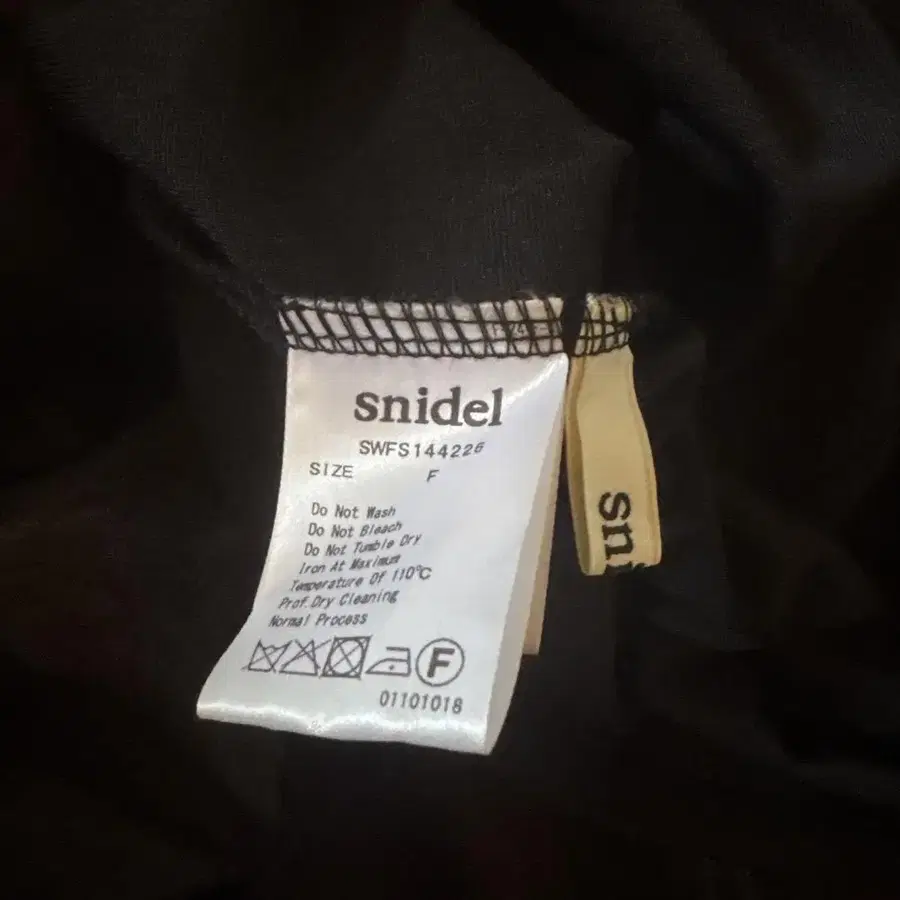 snidel
SWFS144226
SIZE F
Do Not Wash
Do Not Bleach
Do Not Tumble Dry
Iron At Maximum
Temperature Of 110℃
Prof.Dry Cleaning
Normal Process
F
01101018
sni